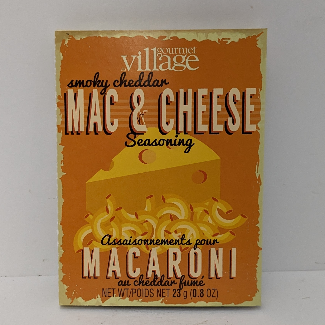 gourmet
village
smoky cheddar
MAC & CHEESE
Seasoning
Assaisonnements pour
MACARONI
au cheddar fumé
NET WT/POIDS NET 23 g (0.8 OZ)